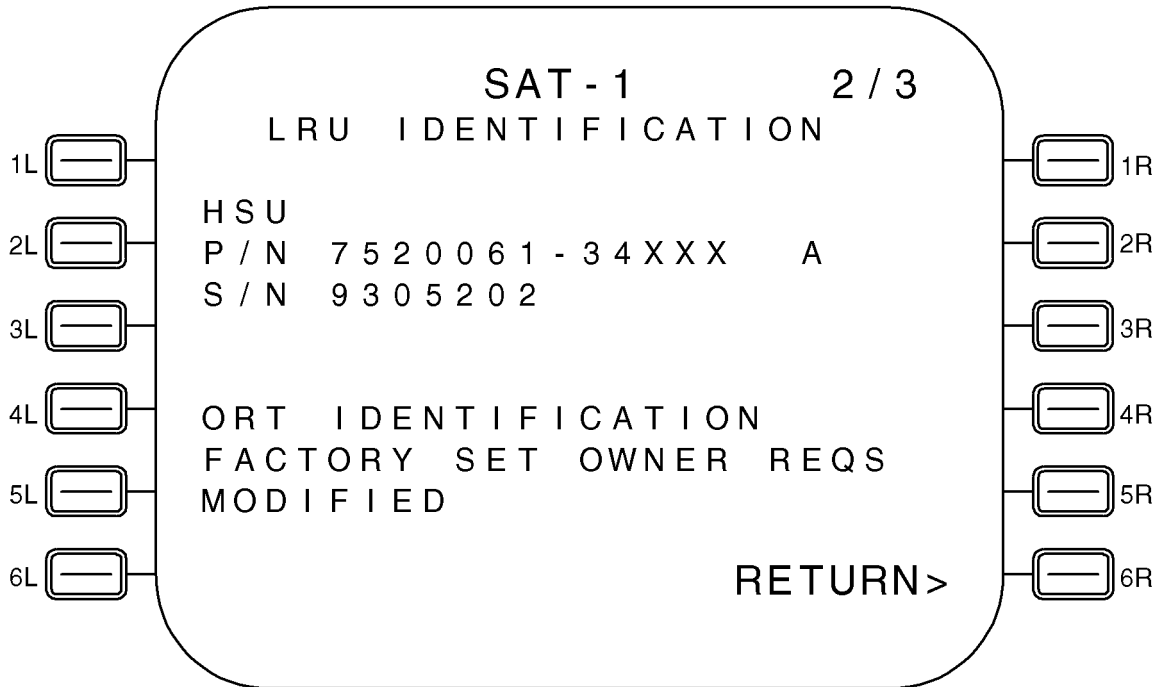 SAT-1 2/3
LRU IDENTIFICATION
1L 1R
HSU
2L P/N 7520061-34XXX A 2R
S/N 9305202
3L 3R
4L ORT IDENTIFICATION 4R
FACTORY SET OWNER REQS
5L MODIFIED 5R
6L RETURN> 6R